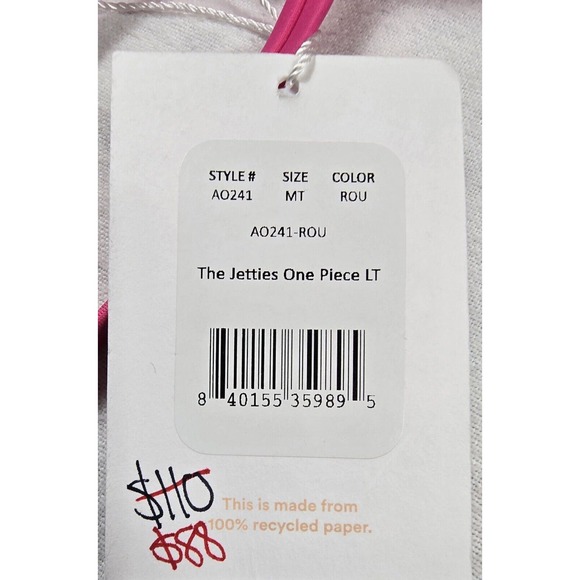 STYLE # SIZE COLOR
AO241 MT ROU
AO241-ROU
The Jetties One Piece LT
8 40155 35989 5
$110
This is made from
100% recycled paper.
$88